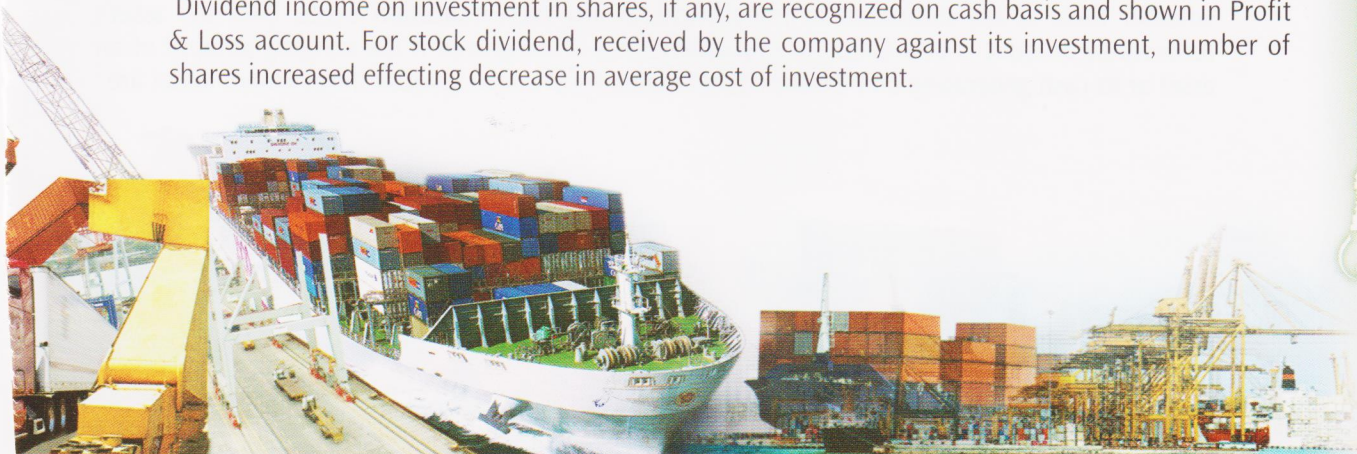 Dividend income on investment in shares, if any, are recognized on cash basis and shown in Profit
& Loss account. For stock dividend, received by the company against its investment, number of
shares increased effecting decrease in average cost of investment.